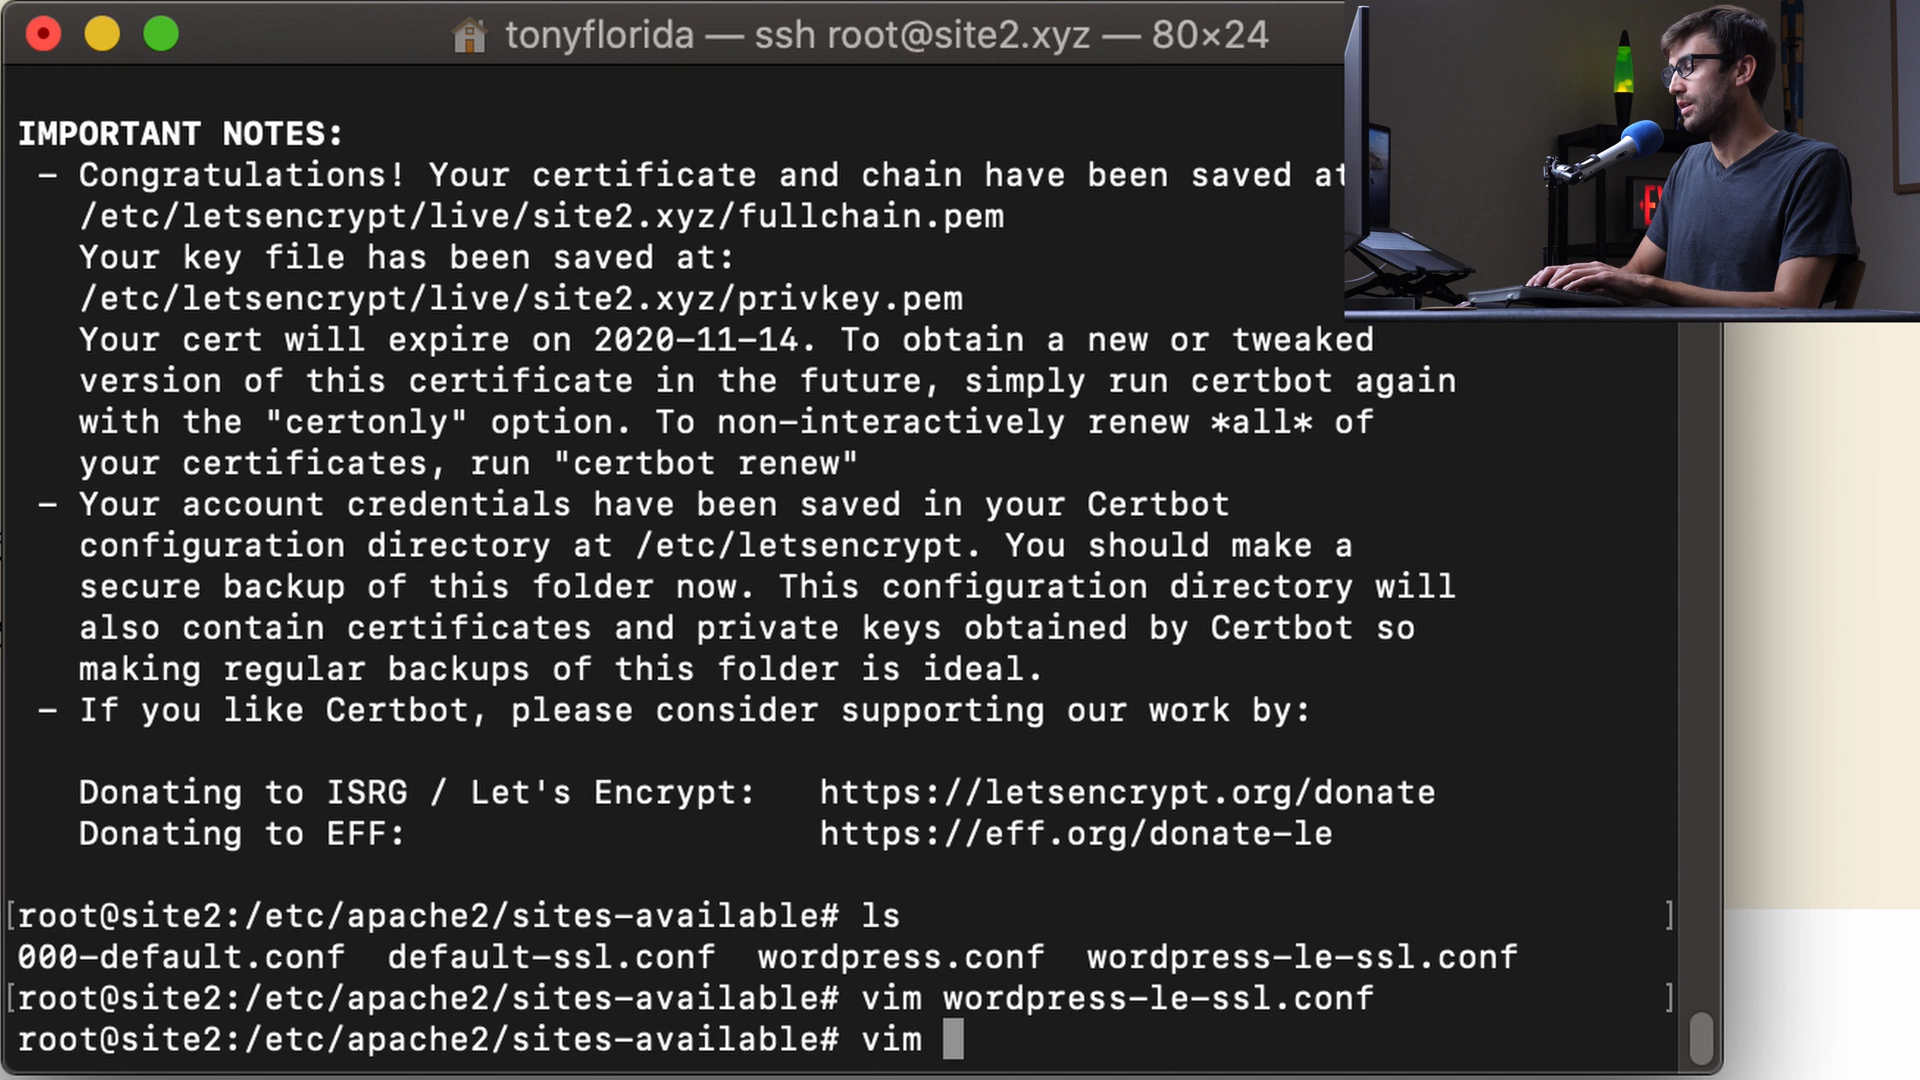 tonyflorida — ssh root@site2.xyz — 80×24
IMPORTANT NOTES:
- Congratulations! Your certificate and chain have been saved at
/etc/letsencrypt/live/site2.xyz/fullchain.pem
Your key file has been saved at:
/etc/letsencrypt/live/site2.xyz/privkey.pem
Your cert will expire on 2020-11-14. To obtain a new or tweaked
version of this certificate in the future, simply run certbot again
with the "certonly" option. To non-interactively renew *all* of
your certificates, run "certbot renew"
- Your account credentials have been saved in your Certbot
configuration directory at /etc/letsencrypt. You should make a
secure backup of this folder now. This configuration directory will
also contain certificates and private keys obtained by Certbot so
making regular backups of this folder is ideal.
- If you like Certbot, please consider supporting our work by:
Donating to ISRG / Let's Encrypt:   https://letsencrypt.org/donate
Donating to EFF:                    https://eff.org/donate-le
[root@site2:/etc/apache2/sites-available# ls ]
000-default.conf  default-ssl.conf  wordpress.conf  wordpress-le-ssl.conf
[root@site2:/etc/apache2/sites-available# vim wordpress-le-ssl.conf ]
root@site2:/etc/apache2/sites-available# vim